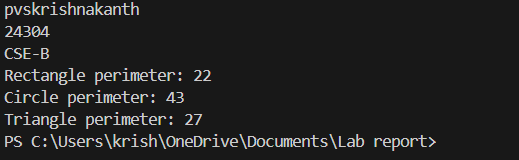 pvskrishnakanth
24304
CSE-B
Rectangle perimeter: 22
Circle perimeter: 43
Triangle perimeter: 27
PS C:\Users\krish\OneDrive\Documents\Lab report>